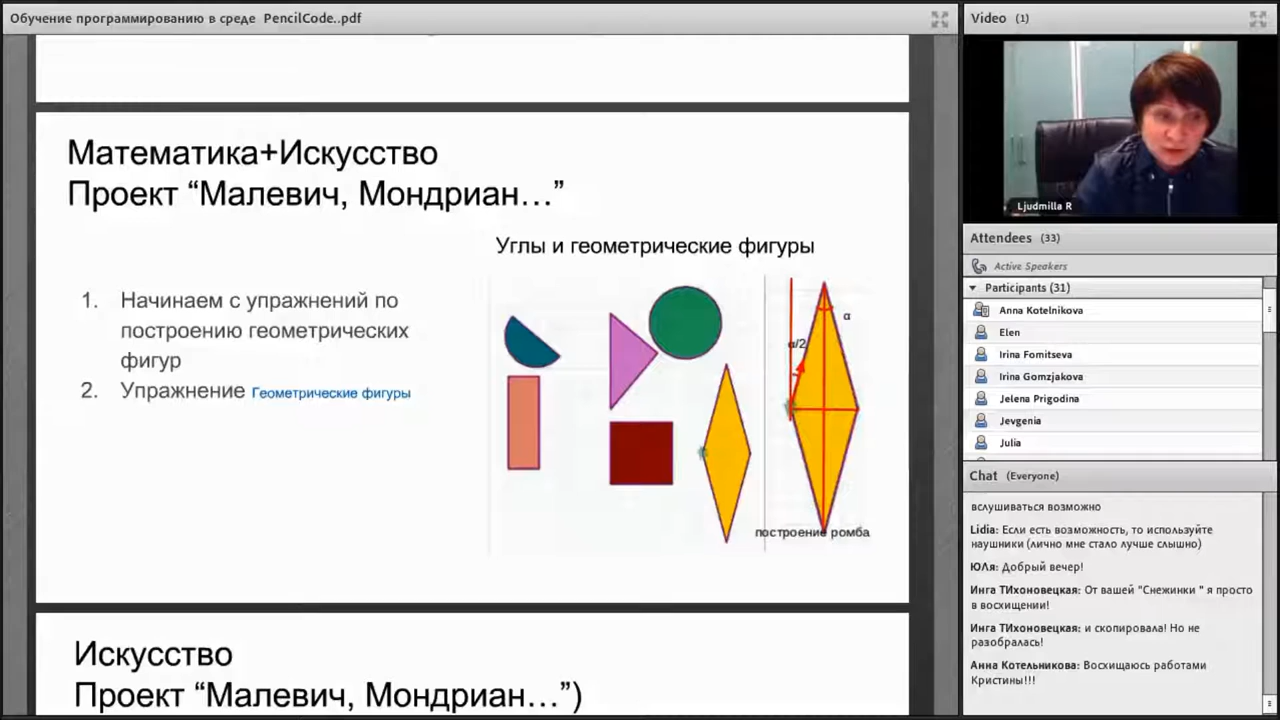 Обучение программированию в среде PencilCode..pdf
Математика+Искусство
Проект “Малевич, Мондриан…”
Углы и геометрические фигуры
1. Начинаем с упражнений по
построению геометрических
фигур
2. Упражнение Геометрические фигуры
α
α/2
построение ромба
Искусство
Проект “Малевич, Мондриан…”)
Video (1)
Ljudmilla R
Attendees (33)
Active Speakers
Participants (31)
Anna Kotelnikova
Elen
Irina Fomitseva
Irina Gomzjakova
Jelena Prigodina
Jevgenia
Julia
Chat (Everyone)
вслушиваться возможно
Lidia: Если есть возможность, то используйте
наушники (лично мне стало лучше слышно)
ЮЛя: Добрый вечер!
Инга ТИхоновецкая: От вашей "Снежинки " я просто
в восхищении!
Инга ТИхоновецкая: и скопировала! Но не
разобралась!
Анна Котельникова: Восхищаюсь работами
Кристины!!!